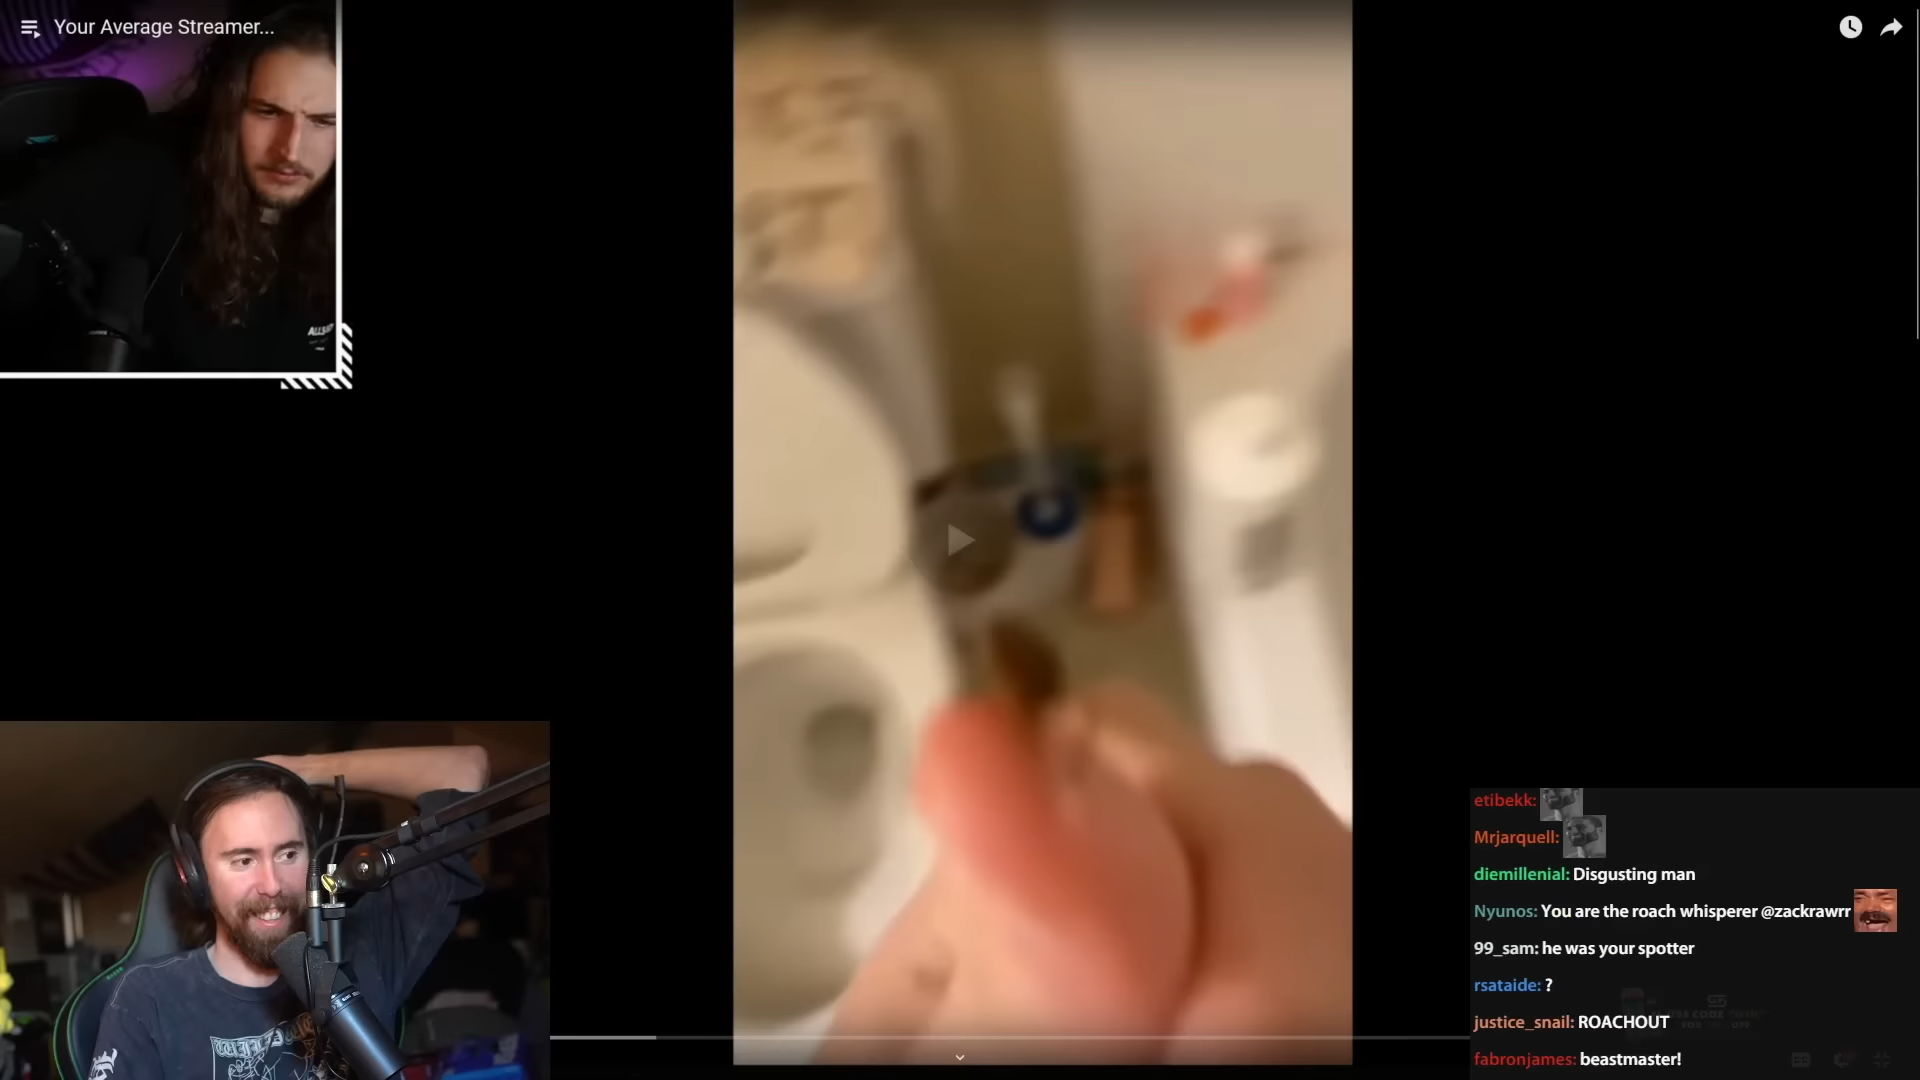 Your Average Streamer...
etibekk:
Mrjarquell:
diemillenial: Disgusting man
Nyunos: You are the roach whisperer @zackrawrr
99_sam: he was your spotter
rsataide: ?
justice_snail: ROACHOUT
fabronjames: beastmaster!